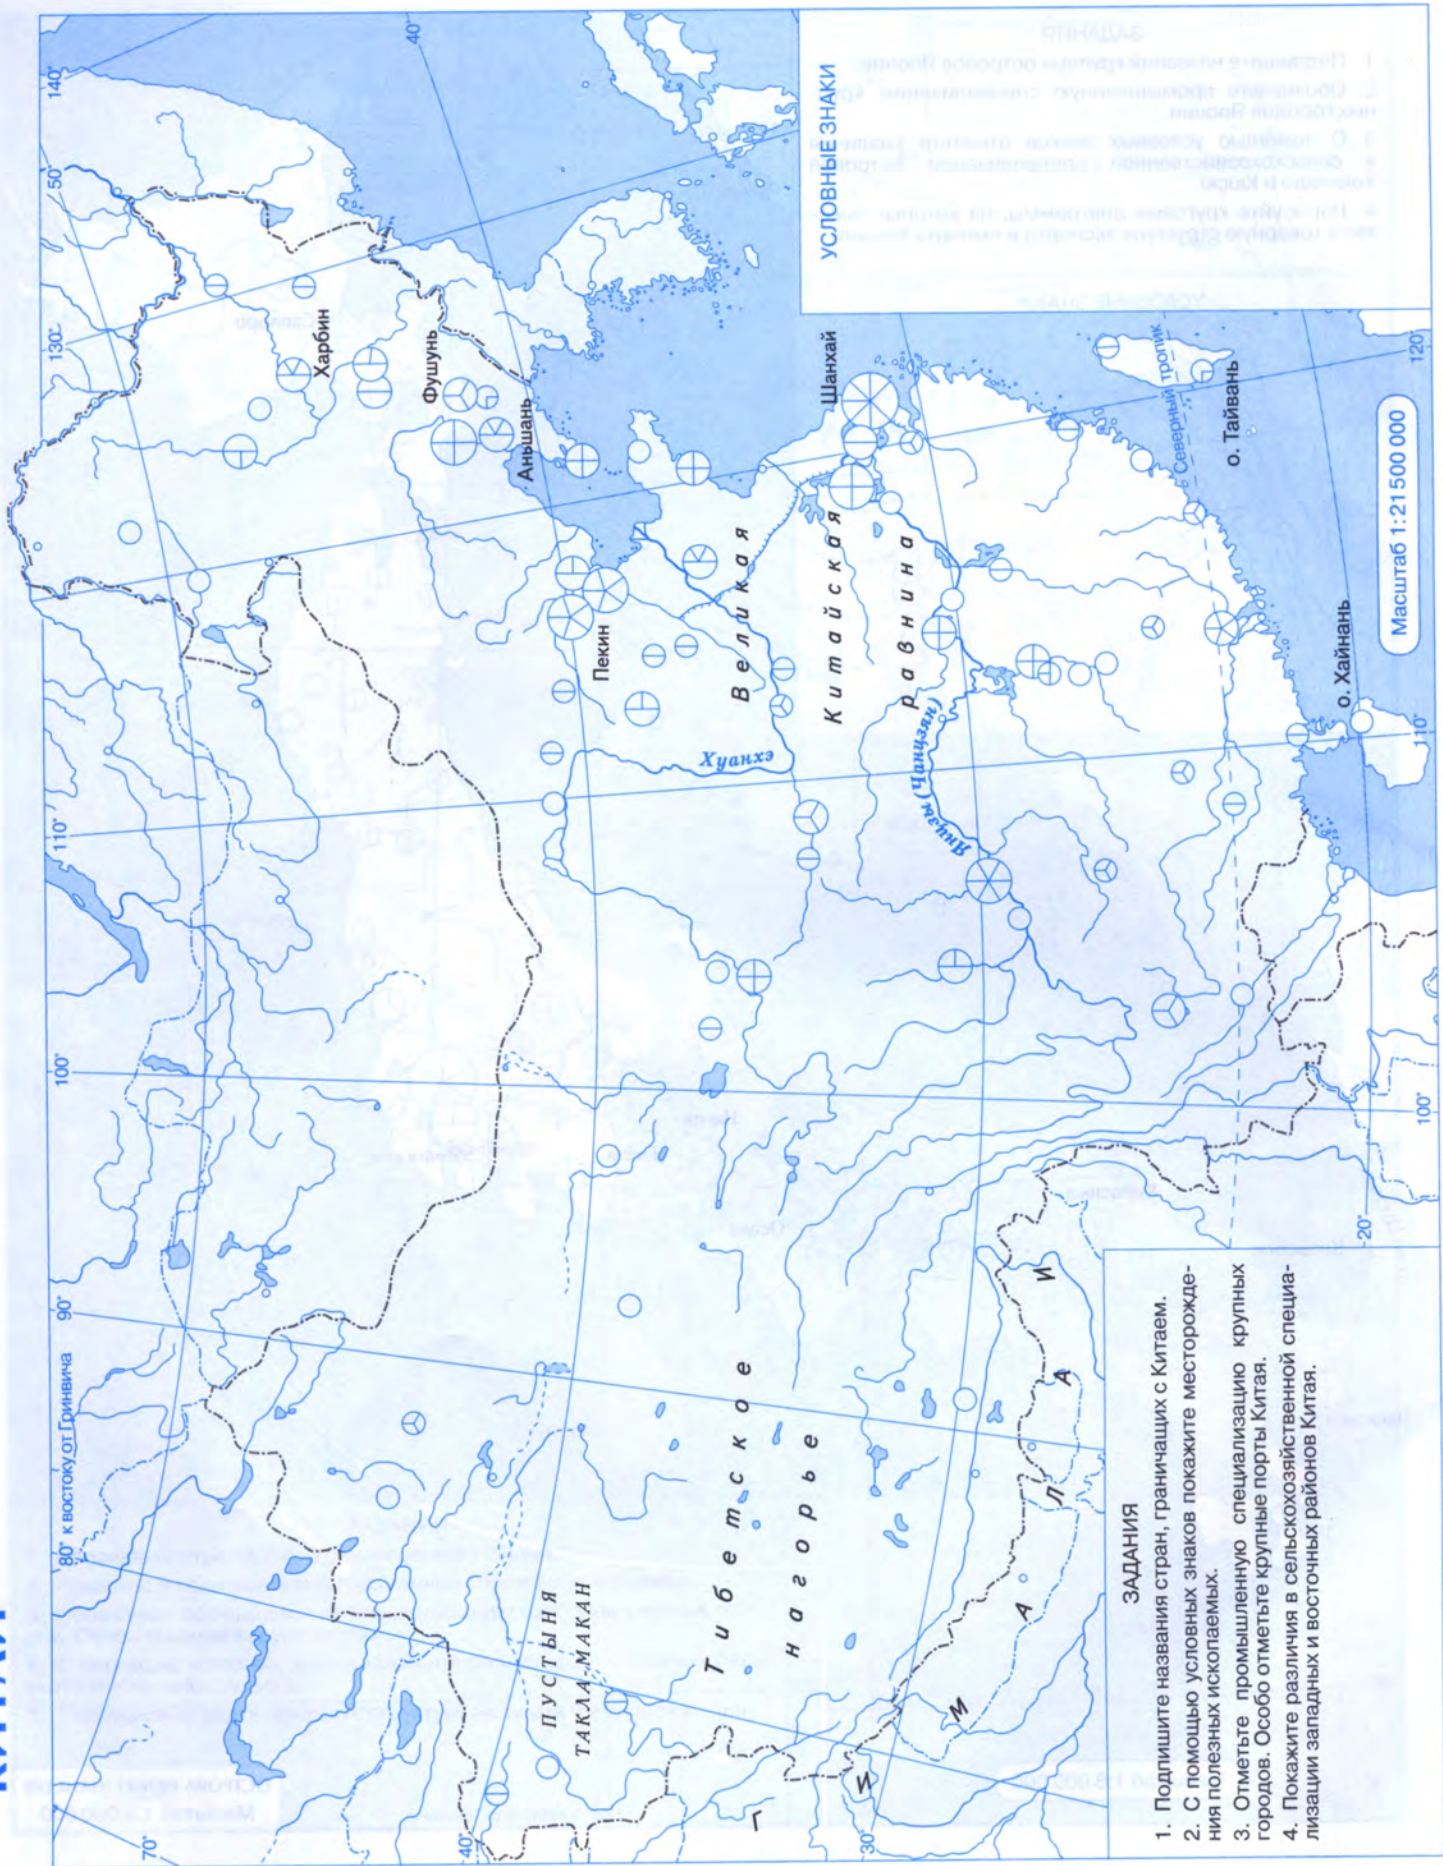 КИТАЙ
80° к востоку от Гринвича
90°
100°
110°
130°
50°
140°
40°
70°
40°
30°
20°
100°
110°
120°
Харбин
Фушунь
Аньшань
Пекин
Шанхай
Великая
Китайская
равнина
Хуанхэ
Янцзы (Чанцзян)
ПУСТЫНЯ
ТАКЛА-МАКАН
Тибетское
нагорье
Г И М А Л А И
Северный тропик
о. Тайвань
о. Хайнань
Масштаб 1:21 500 000
УСЛОВНЫЕ ЗНАКИ
ЗАДАНИЯ
1. Подпишите названия стран, граничащих с Китаем.
2. С помощью условных знаков покажите месторожде-
ния полезных ископаемых.
3. Отметьте промышленную специализацию крупных
городов. Особо отметьте крупные порты Китая.
4. Покажите различия в сельскохозяйственной специа-
лизации западных и восточных районов Китая.